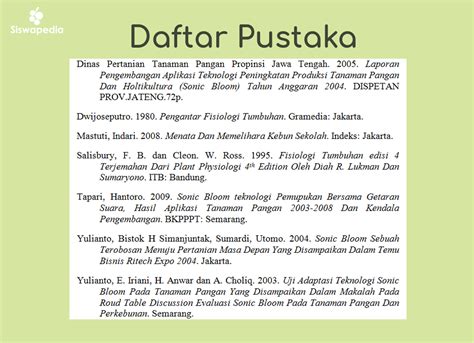 Siswapedia
Daftar Pustaka
Dinas Pertanian Tanaman Pangan Propinsi Jawa Tengah. 2005. Laporan
Pengembangan Aplikasi Teknologi Peningkatan Produksi Tanaman Pangan
Dan Holtikultura (Sonic Bloom) Tahun Anggaran 2004. DISPETAN
PROV.JATENG.72p.
Dwijoseputro. 1980. Pengantar Fisiologi Tumbuhan. Gramedia: Jakarta.
Mastuti, Indari. 2008. Menata Dan Memelihara Kebun Sekolah. Indeks: Jakarta.
Salisbury, F. B. dan Cleon. W. Ross. 1995. Fisiologi Tumbuhan edisi 4
Terjemahan Dari Plant Physiologi 4th Edition Oleh Diah R. Lukman Dan
Sumaryono. ITB: Bandung.
Tapari, Hantoro. 2009. Sonic Bloom teknologi Pemupukan Bersama Getaran
Suara, Hasil Aplikasi Tanaman Pangan 2003-2008 Dan Kendala
Pengembangan. BKPPPT: Semarang.
Yulianto, Bistok H Simanjuntak, Sumardi, Utomo. 2004. Sonic Bloom Sebuah
Terobosan Menuju Pertanian Masa Depan Yang Disampaikan Dalam Temu
Bisnis Ritech Expo 2004. Jakarta.
Yulianto, E. Iriani, H. Anwar dan A. Choliq. 2003. Uji Adaptasi Teknologi Sonic
Bloom Pada Tanaman Pangan Yang Disampaikan Dalam Makalah Pada
Roud Table Discussion Evaluasi Sonic Bloom Pada Tanaman Pangan Dan
Perkebunan. Semarang.